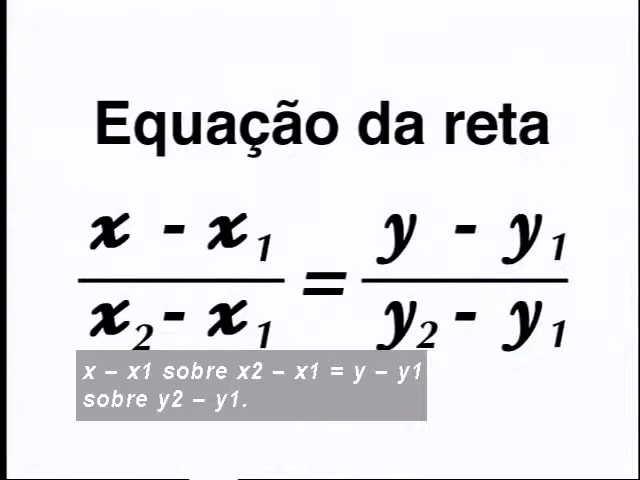 Equação da reta
x - x1 / x2 - x1 = y - y1 / y2 - y1
x – x1 sobre x2 – x1 = y – y1
sobre y2 – y1.